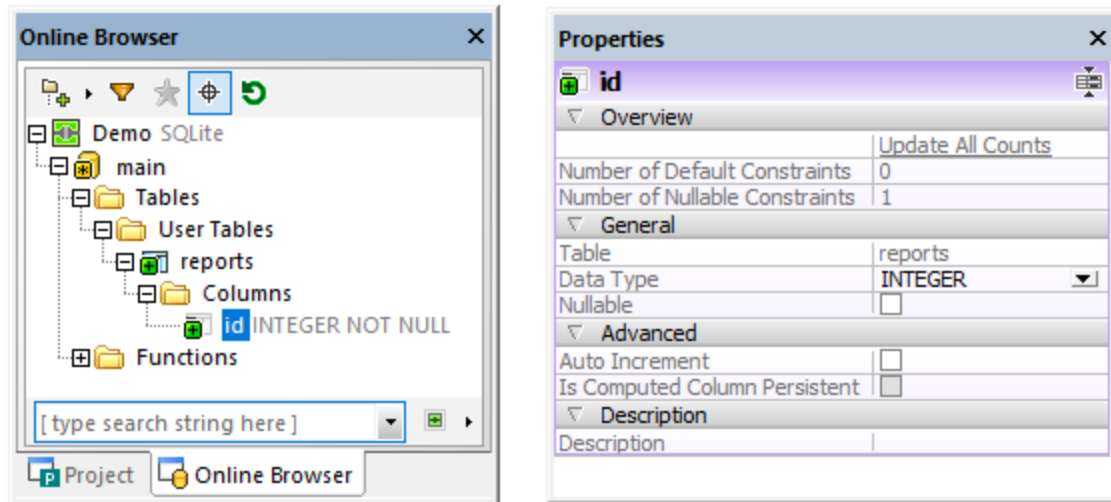 Online Browser
Demo SQLite
main
Tables
User Tables
reports
Columns
id INTEGER NOT NULL
Functions
[ type search string here ]
Project
Online Browser
Properties
id
Overview
Update All Counts
Number of Default Constraints 0
Number of Nullable Constraints 1
General
Table reports
Data Type INTEGER
Nullable
Advanced
Auto Increment
Is Computed Column Persistent
Description
Description